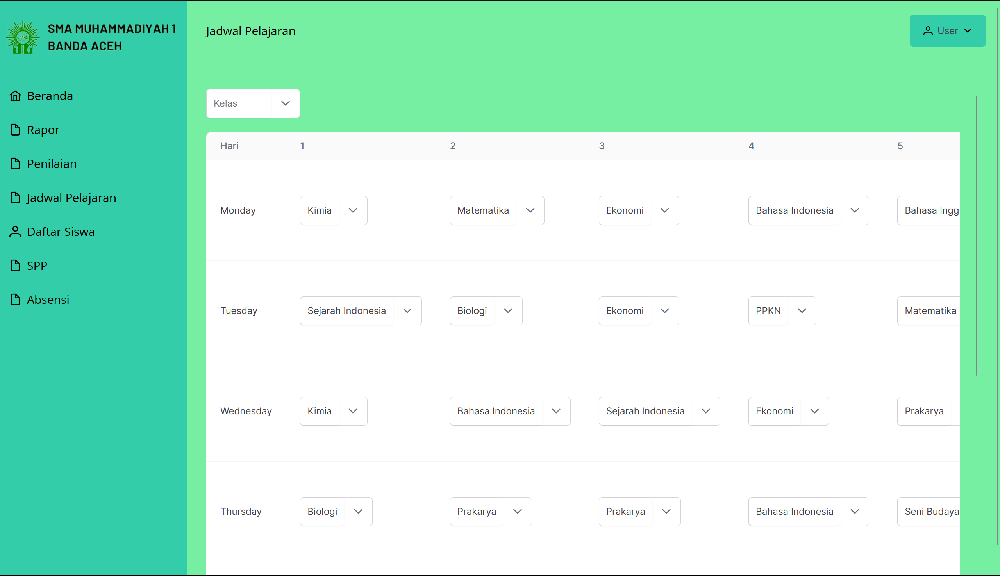 SMA MUHAMMADIYAH 1
BANDA ACEH
Beranda
Rapor
Penilaian
Jadwal Pelajaran
Daftar Siswa
SPP
Absensi
Jadwal Pelajaran
User
Kelas
Hari 1 2 3 4 5
Monday Kimia Matematika Ekonomi Bahasa Indonesia Bahasa Ingg
Tuesday Sejarah Indonesia Biologi Ekonomi PPKN Matematika
Wednesday Kimia Bahasa Indonesia Sejarah Indonesia Ekonomi Prakarya
Thursday Biologi Prakarya Prakarya Bahasa Indonesia Seni Budaya